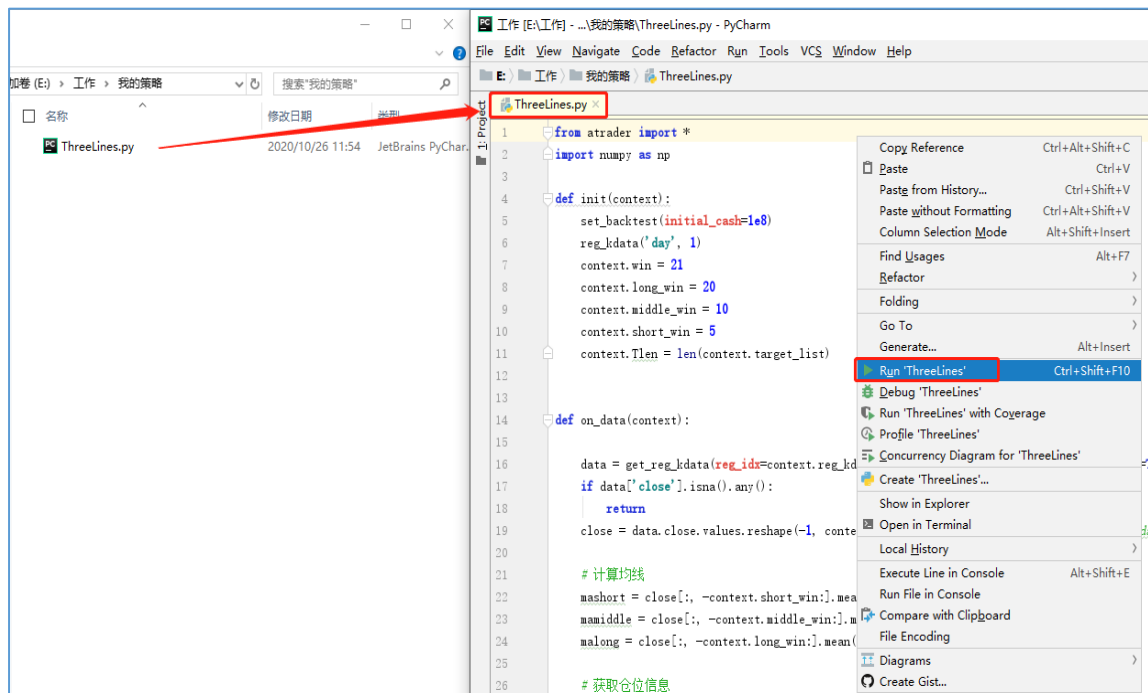 工作 [E:\工作] - ...\我的策略\ThreeLines.py - PyCharm
File Edit View Navigate Code Refactor Run Tools VCS Window Help
加卷 (E:) › 工作 › 我的策略
搜索"我的策略"
E: 工作 我的策略 ThreeLines.py
名称 修改日期 类型
ThreeLines.py 2020/10/26 11:54 JetBrains PyChar...
1: Project
ThreeLines.py
1 from atrader import *
2 import numpy as np
3
4 def init(context):
5 set_backtest(initial_cash=1e8)
6 reg_kdata('day', 1)
7 context.win = 21
8 context.long_win = 20
9 context.middle_win = 10
10 context.short_win = 5
11 context.Tlen = len(context.target_list)
12
13
14 def on_data(context):
15
16 data = get_reg_kdata(reg_idx=context.reg_kd
17 if data['close'].isna().any():
18 return
19 close = data.close.values.reshape(-1, conte
20
21 # 计算均线
22 mashort = close[:, -context.short_win:].mea
23 mamiddle = close[:, -context.middle_win:].m
24 malong = close[:, -context.long_win:].mean(
25
26 # 获取仓位信息
Copy Reference Ctrl+Alt+Shift+C
Paste Ctrl+V
Paste from History... Ctrl+Shift+V
Paste without Formatting Ctrl+Alt+Shift+V
Column Selection Mode Alt+Shift+Insert
Find Usages Alt+F7
Refactor
Folding
Go To
Generate... Alt+Insert
Run 'ThreeLines' Ctrl+Shift+F10
Debug 'ThreeLines'
Run 'ThreeLines' with Coverage
Profile 'ThreeLines'
Concurrency Diagram for 'ThreeLines'
Create 'ThreeLines'...
Show in Explorer
Open in Terminal
Local History
Execute Line in Console Alt+Shift+E
Run File in Console
Compare with Clipboard
File Encoding
Diagrams
Create Gist...